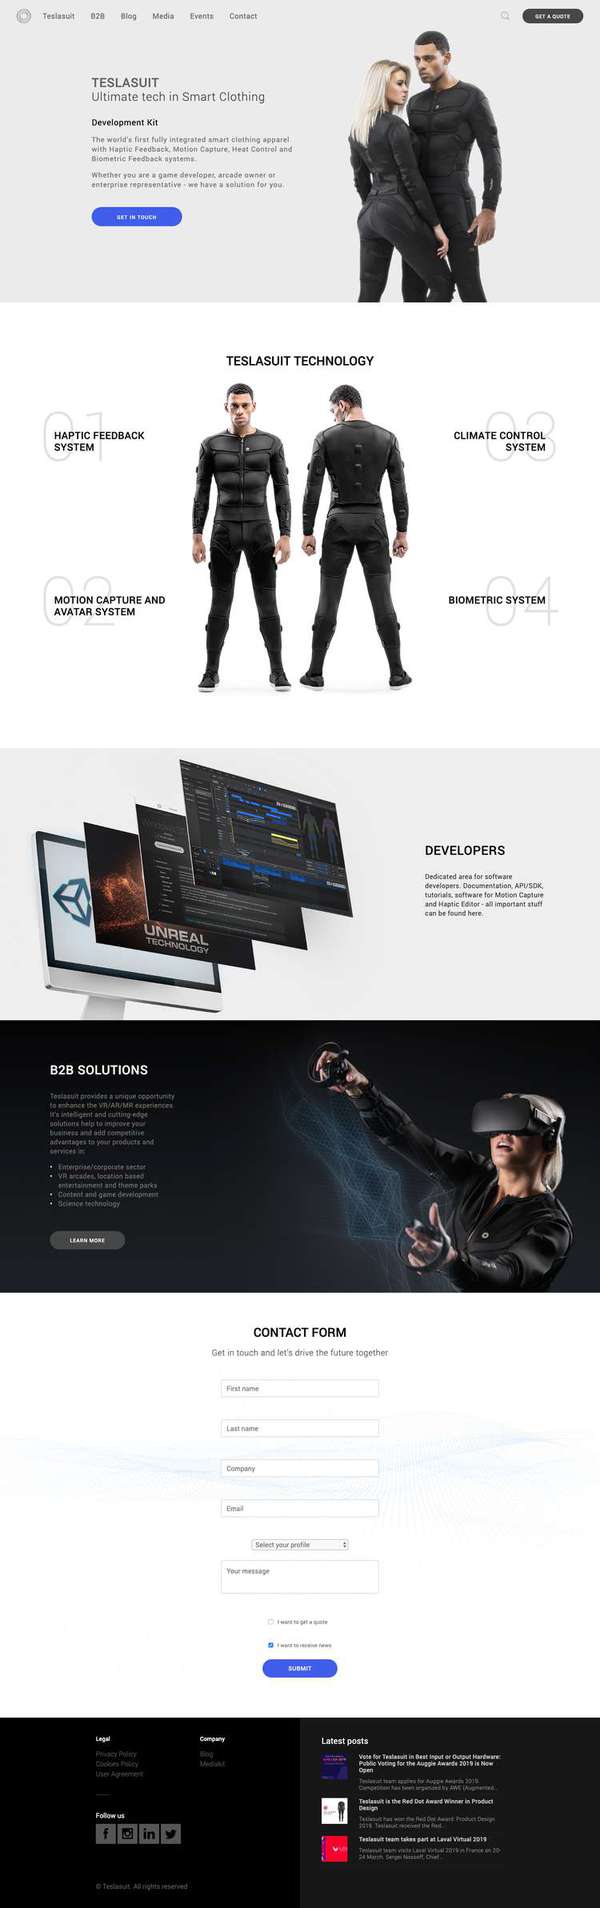 Teslasuit B2B Blog Media Events Contact
GET A QUOTE
TESLASUIT
Ultimate tech in Smart Clothing
Development Kit
The world's first fully integrated smart clothing apparel
with Haptic Feedback, Motion Capture, Heat Control and
Biometric Feedback systems.
Whether you are a game developer, arcade owner or
enterprise representative - we have a solution for you.
GET IN TOUCH
TESLASUIT TECHNOLOGY
01
HAPTIC FEEDBACK
SYSTEM
03
CLIMATE CONTROL
SYSTEM
02
MOTION CAPTURE AND
AVATAR SYSTEM
04
BIOMETRIC SYSTEM
UNREAL
TECHNOLOGY
DEVELOPERS
Dedicated area for software
developers. Documentation, API/SDK,
tutorials, software for Motion Capture
and Haptic Editor - all important stuff
can be found here.
B2B SOLUTIONS
Teslasuit provides a unique opportunity
to enhance the VR/AR/MR experiences.
It's intelligent and cutting-edge
solutions help to improve your
business and add competitive
advantages to your products and
services in:
• Enterprise/corporate sector
• VR arcades, location based
entertainment and theme parks
• Content and game development
• Science technology
LEARN MORE
CONTACT FORM
Get in touch and let's drive the future together
First name
Last name
Company
Email
Select your profile
Your message
I want to get a quote
I want to receive news
SUBMIT
Legal
Privacy Policy
Cookies Policy
User Agreement
Company
Blog
Mediakit
Follow us
© Teslasuit. All rights reserved
Latest posts
Vote for Teslasuit in Best Input or Output Hardware:
Public Voting for the Auggie Awards 2019 is Now
Open
Teslasuit team applies for Auggie Awards 2019.
Competition has been organized by AWE (Augmented...
Teslasuit is the Red Dot Award Winner in Product
Design
Teslasuit has won the Red Dot Award: Product Design
2019. Teslasuit received the Red...
Teslasuit team takes part at Laval Virtual 2019
Teslasuit team visits Laval Virtual 2019 in France on 20-
24 March. Sergei Nossoff, Chief...